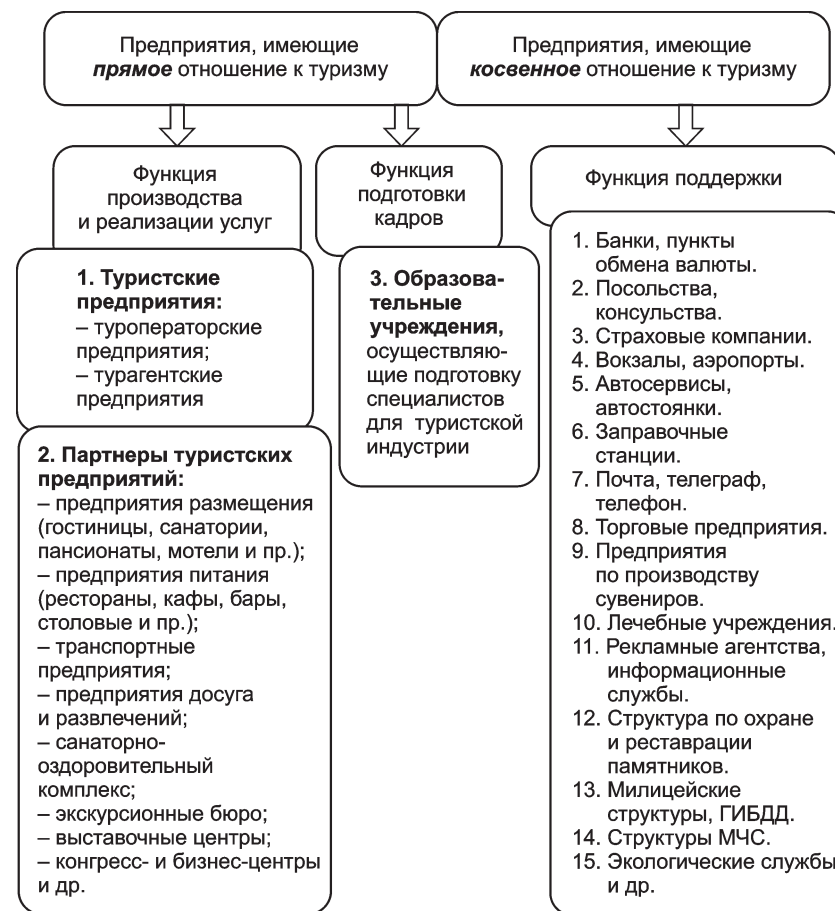 Предприятия, имеющие
прямое отношение к туризму
Предприятия, имеющие
косвенное отношение к туризму
Функция
производства
и реализации услуг
Функция
подготовки
кадров
Функция поддержки
1. Туристские
предприятия:
– туроператорские
предприятия;
– турагентские
предприятия
2. Партнеры туристских
предприятий:
– предприятия размещения
(гостиницы, санатории,
пансионаты, мотели и пр.);
– предприятия питания
(рестораны, кафы, бары,
столовые и пр.);
– транспортные
предприятия;
– предприятия досуга
и развлечений;
– санаторно-
оздоровительный
комплекс;
– экскурсионные бюро;
– выставочные центры;
– конгресс- и бизнес-центры
и др.
3. Образова-
тельные
учреждения,
осуществляю-
щие подготовку
специалистов
для туристской
индустрии
1. Банки, пункты
обмена валюты.
2. Посольства,
консульства.
3. Страховые компании.
4. Вокзалы, аэропорты.
5. Автосервисы,
автостоянки.
6. Заправочные
станции.
7. Почта, телеграф,
телефон.
8. Торговые предприятия.
9. Предприятия
по производству
сувениров.
10. Лечебные учреждения.
11. Рекламные агентства,
информационные
службы.
12. Структура по охране
и реставрации
памятников.
13. Милицейские
структуры, ГИБДД.
14. Структуры МЧС.
15. Экологические службы
и др.